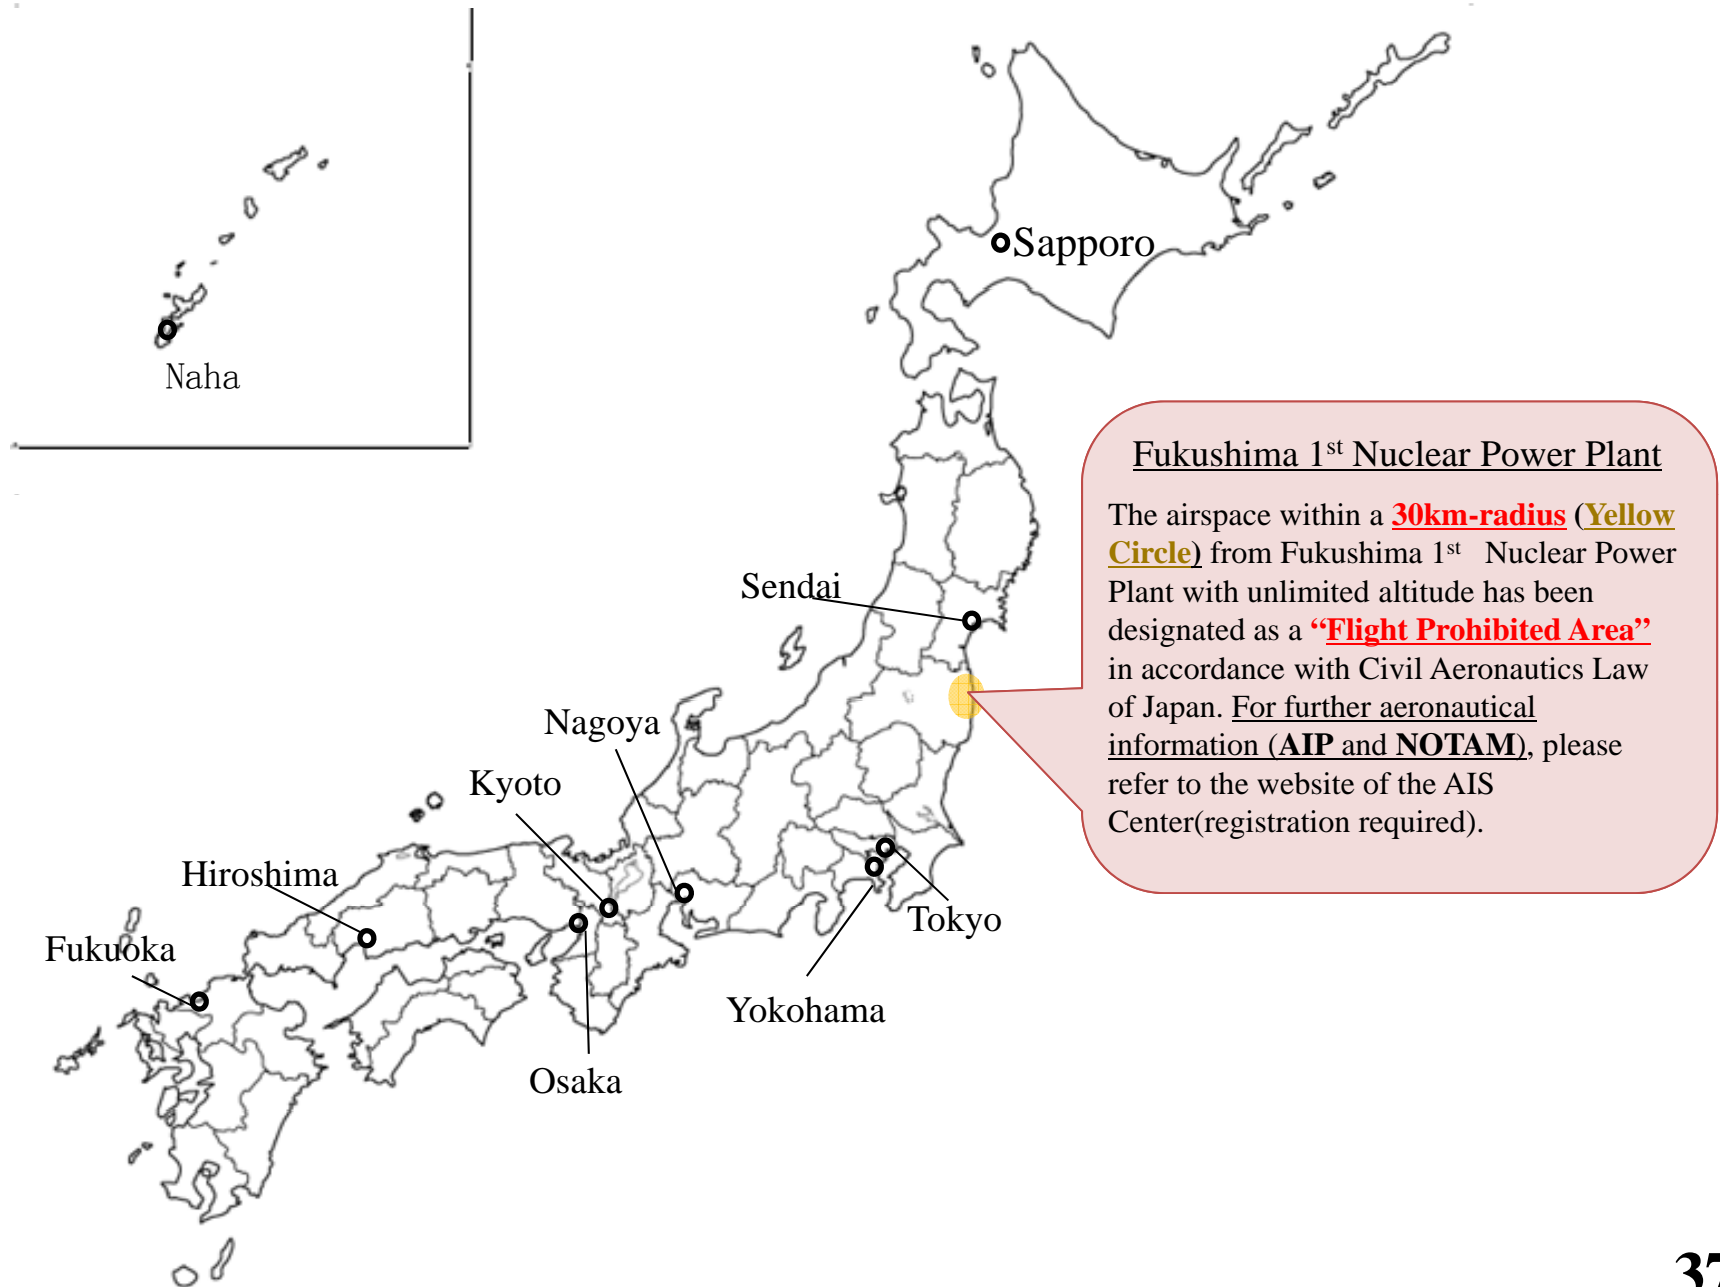 Sapporo
Naha
Fukushima 1st Nuclear Power Plant
The airspace within a 30km-radius (Yellow
Circle) from Fukushima 1st Nuclear Power
Plant with unlimited altitude has been
designated as a “Flight Prohibited Area”
in accordance with Civil Aeronautics Law
of Japan. For further aeronautical
information (AIP and NOTAM), please
refer to the website of the AIS
Center(registration required).
Sendai
Nagoya
Kyoto
Hiroshima
Tokyo
Fukuoka
Yokohama
Osaka
37